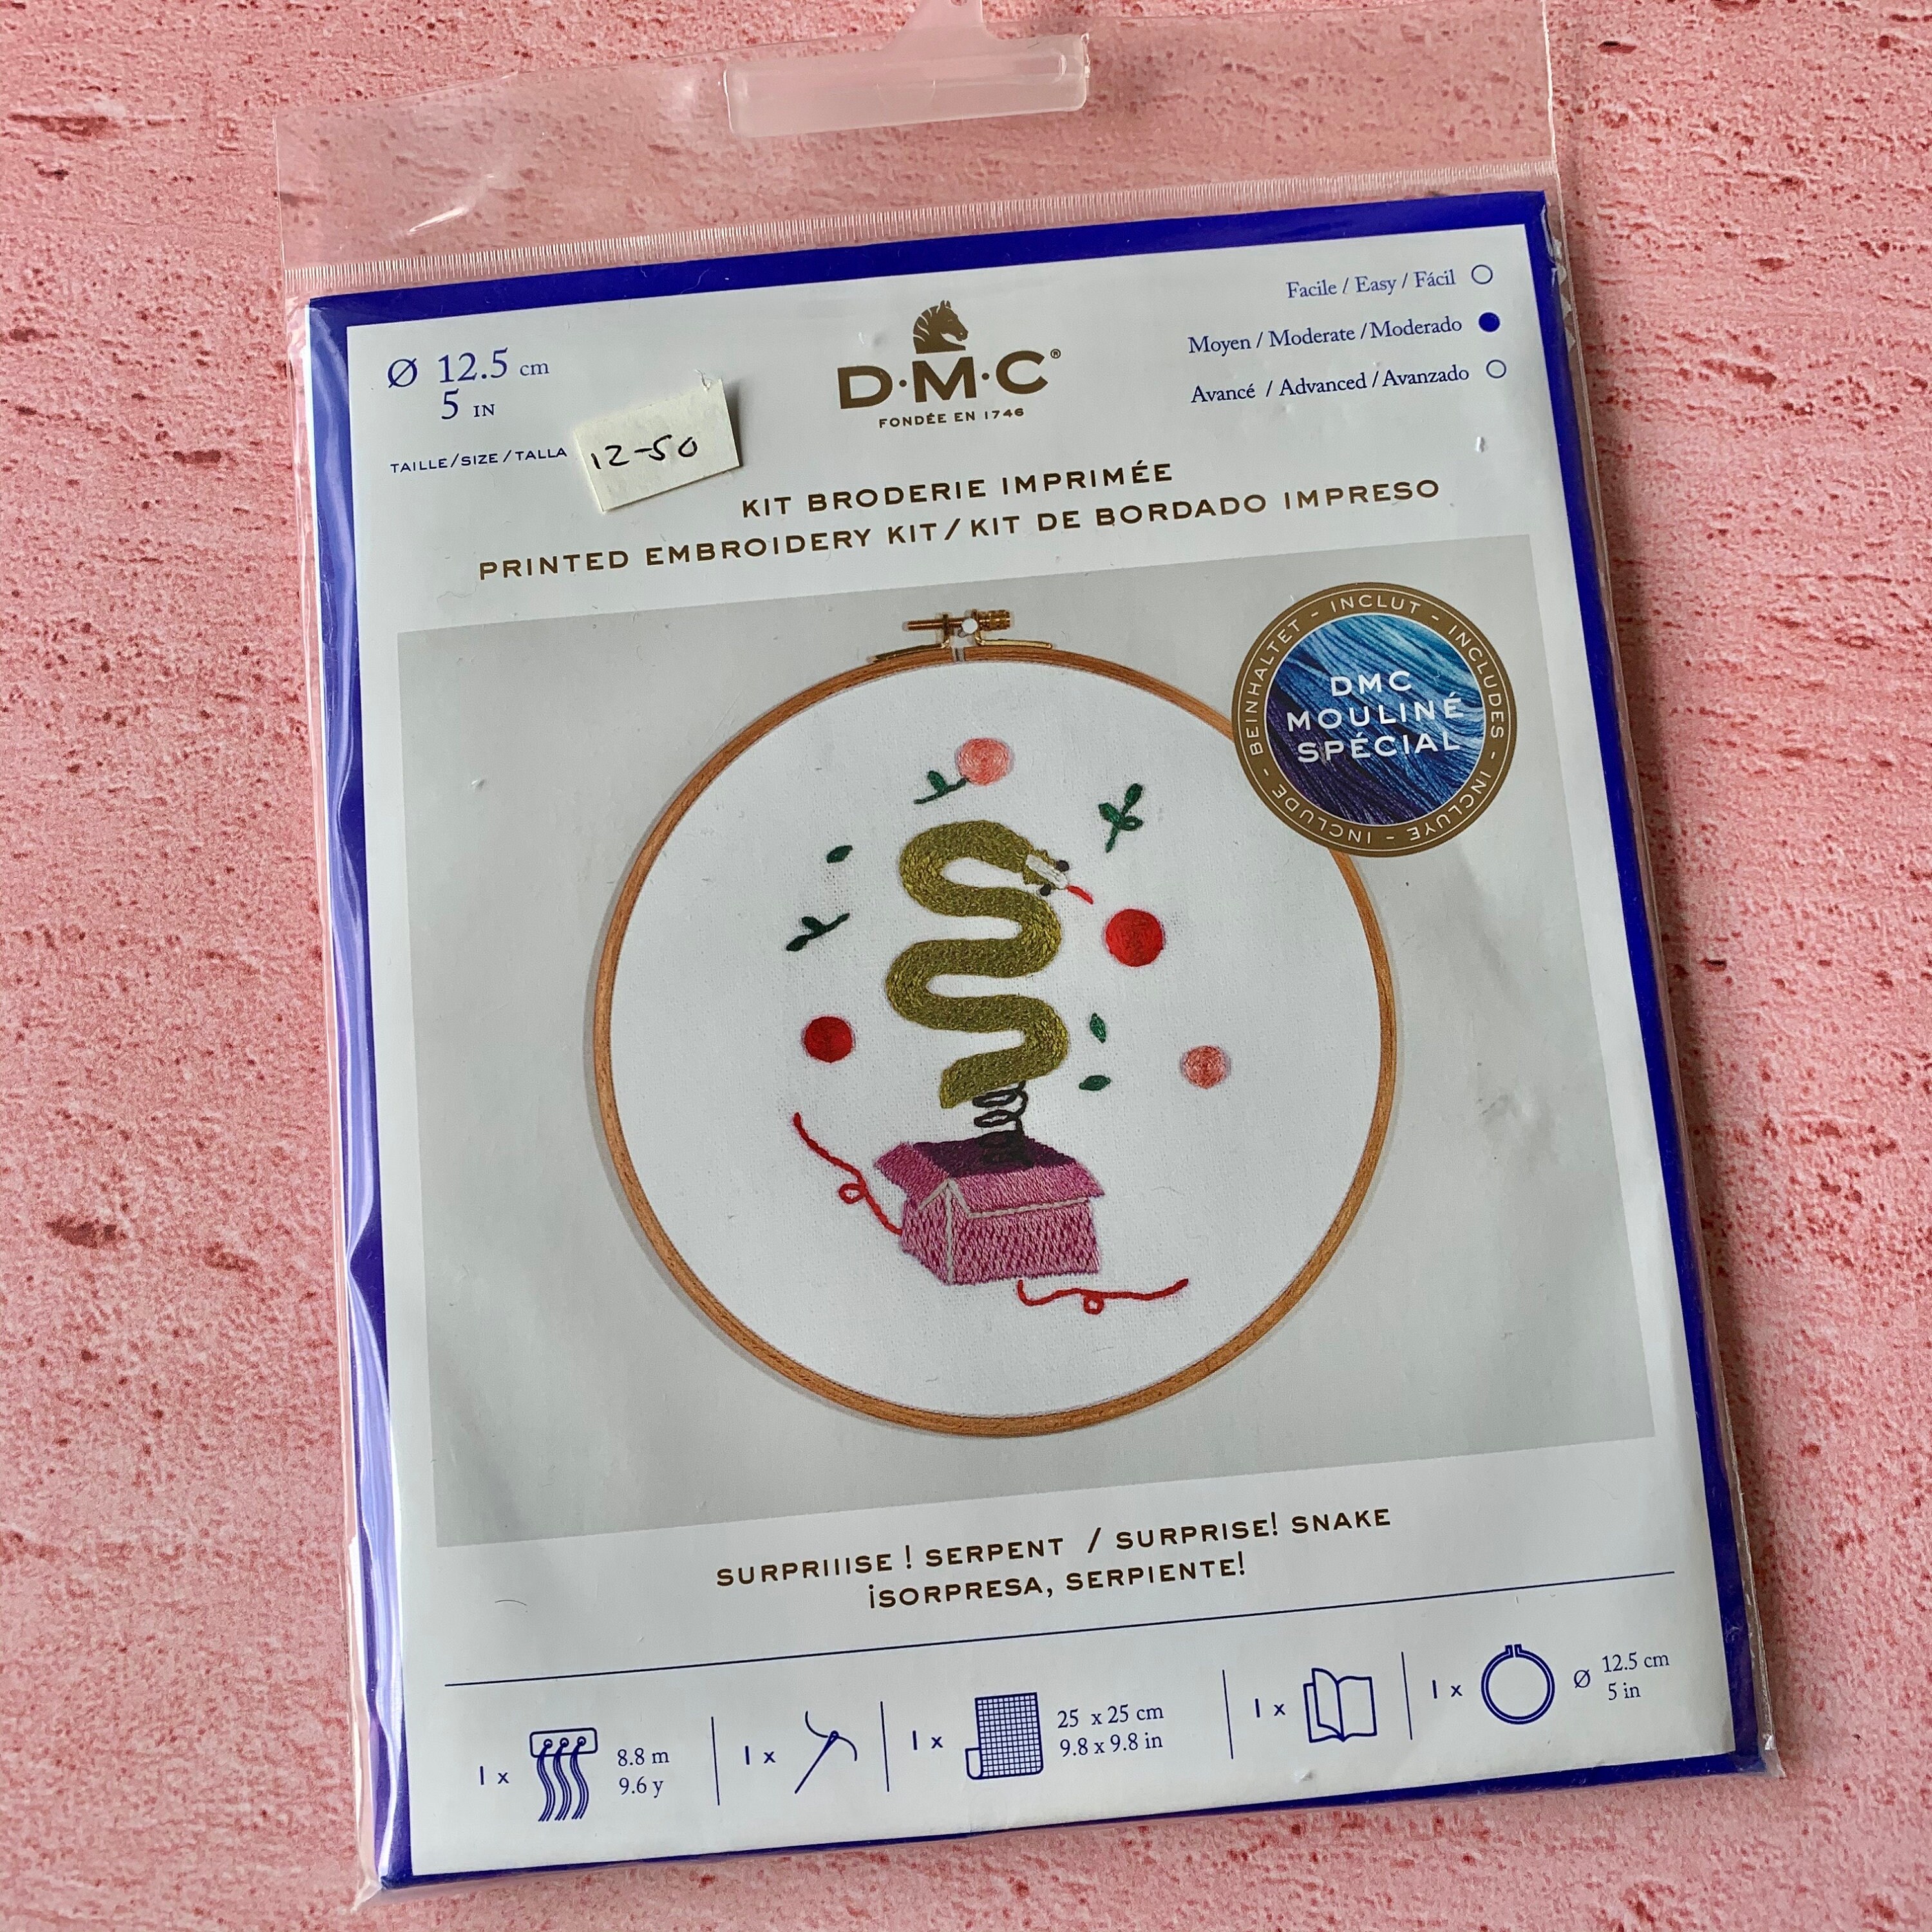 Ø 12.5 cm
5 IN
TAILLE/SIZE/TALLA
12-50
D·M·C®
FONDÉE EN 1746
Facile / Easy / Fácil
Moyen / Moderate / Moderado
Avancé / Advanced / Avanzado
KIT BRODERIE IMPRIMÉE
PRINTED EMBROIDERY KIT / KIT DE BORDADO IMPRESO
BEINHALTET - INCLUT - INCLUDES - INCLUYE - INCLUDE -
DMC
MOULINÉ
SPÉCIAL
SURPRIIISE ! SERPENT / SURPRISE! SNAKE
¡SORPRESA, SERPIENTE!
1 x
8.8 m
9.6 y
1 x
1 x
25 x 25 cm
9.8 x 9.8 in
1 x
1 x
Ø 12.5 cm
5 in